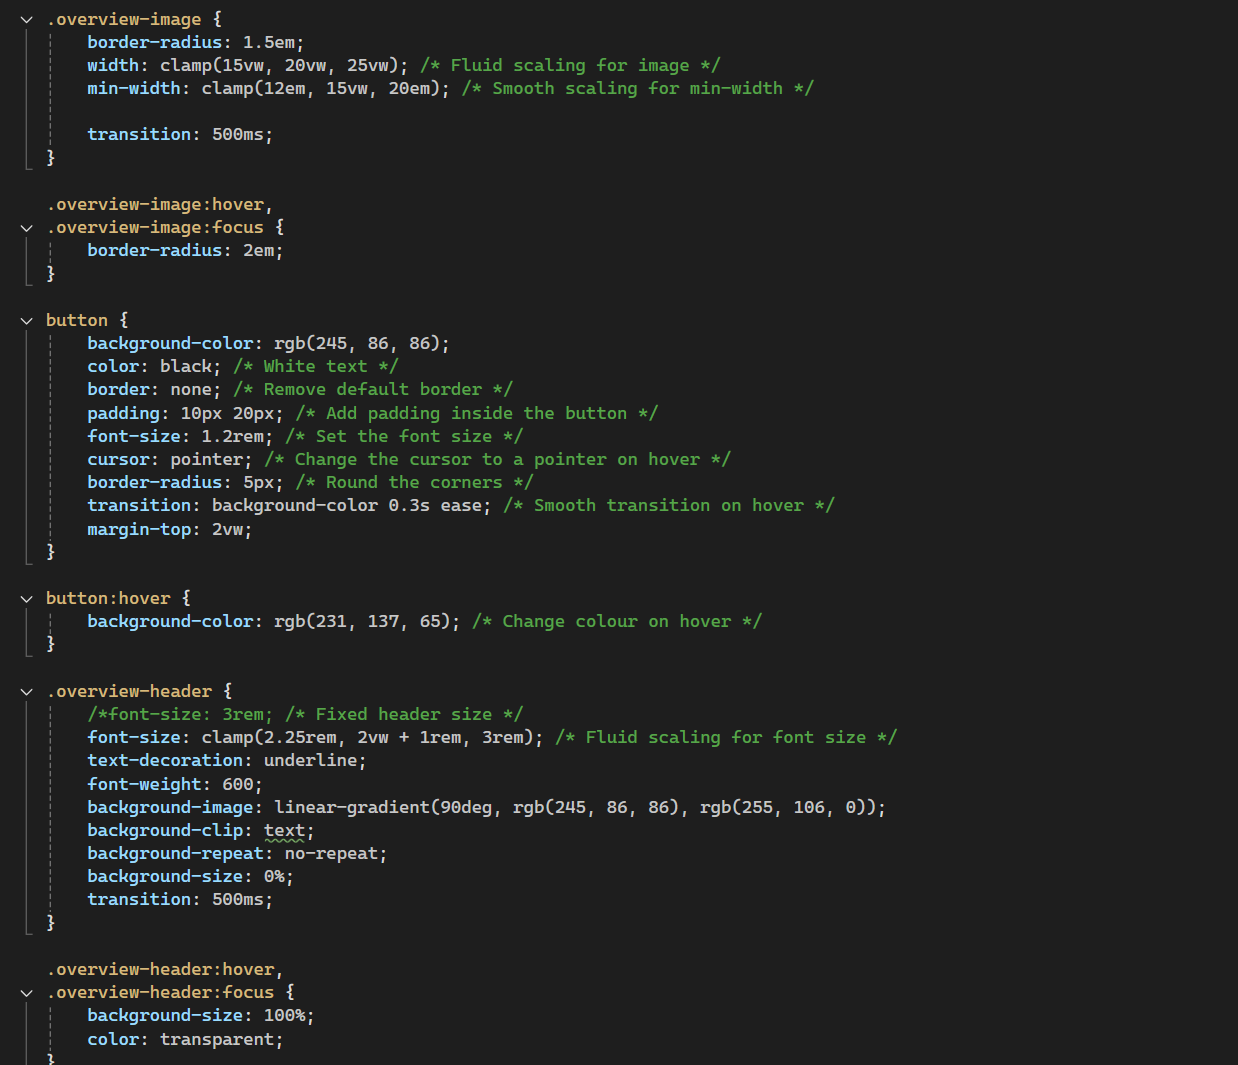 .overview-image {
border-radius: 1.5em;
width: clamp(15vw, 20vw, 25vw); /* Fluid scaling for image */
min-width: clamp(12em, 15vw, 20em); /* Smooth scaling for min-width */
transition: 500ms;
}
.overview-image:hover,
.overview-image:focus {
border-radius: 2em;
}
button {
background-color: rgb(245, 86, 86);
color: black; /* White text */
border: none; /* Remove default border */
padding: 10px 20px; /* Add padding inside the button */
font-size: 1.2rem; /* Set the font size */
cursor: pointer; /* Change the cursor to a pointer on hover */
border-radius: 5px; /* Round the corners */
transition: background-color 0.3s ease; /* Smooth transition on hover */
margin-top: 2vw;
}
button:hover {
background-color: rgb(231, 137, 65); /* Change colour on hover */
}
.overview-header {
/*font-size: 3rem; /* Fixed header size */
font-size: clamp(2.25rem, 2vw + 1rem, 3rem); /* Fluid scaling for font size */
text-decoration: underline;
font-weight: 600;
background-image: linear-gradient(90deg, rgb(245, 86, 86), rgb(255, 106, 0));
background-clip: text;
background-repeat: no-repeat;
background-size: 0%;
transition: 500ms;
}
.overview-header:hover,
.overview-header:focus {
background-size: 100%;
color: transparent;
}